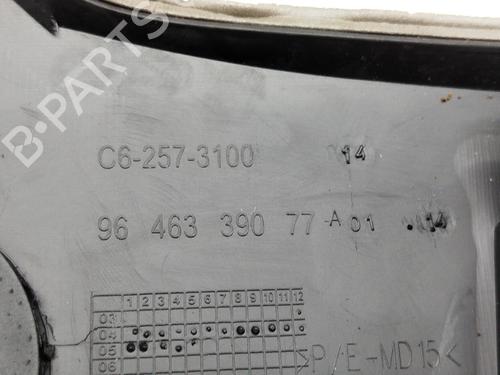 B-PARTS
C6-257-3100 14
96 463 390 77 -A 01 .14
1 2 3 4 5 6 7 8 9 10 11 12
03
04
05
06
>P/E-MD15<